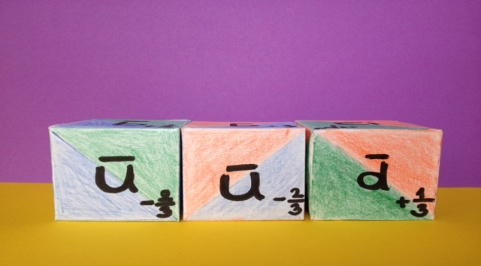 ū -2/3
ū -2/3
d̄ +1/3